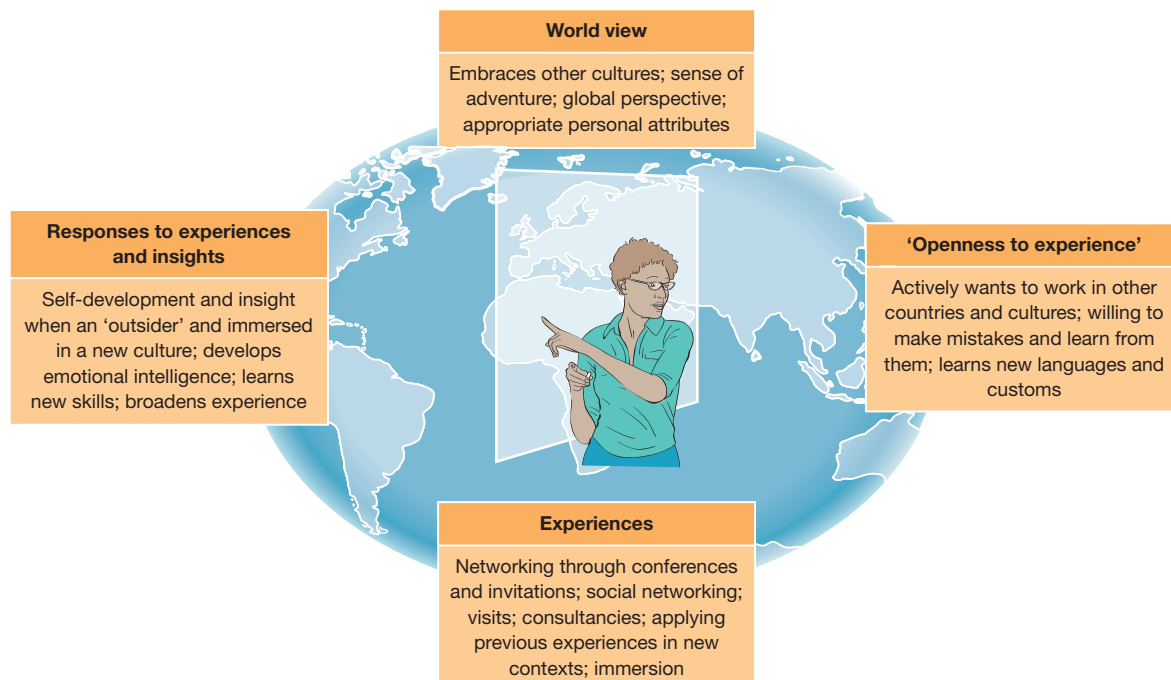 World view
Embraces other cultures; sense of
adventure; global perspective;
appropriate personal attributes
Responses to experiences
and insights
Self-development and insight
when an ‘outsider’ and immersed
in a new culture; develops
emotional intelligence; learns
new skills; broadens experience
‘Openness to experience’
Actively wants to work in other
countries and cultures; willing to
make mistakes and learn from
them; learns new languages and
customs
Experiences
Networking through conferences
and invitations; social networking;
visits; consultancies; applying
previous experiences in new
contexts; immersion